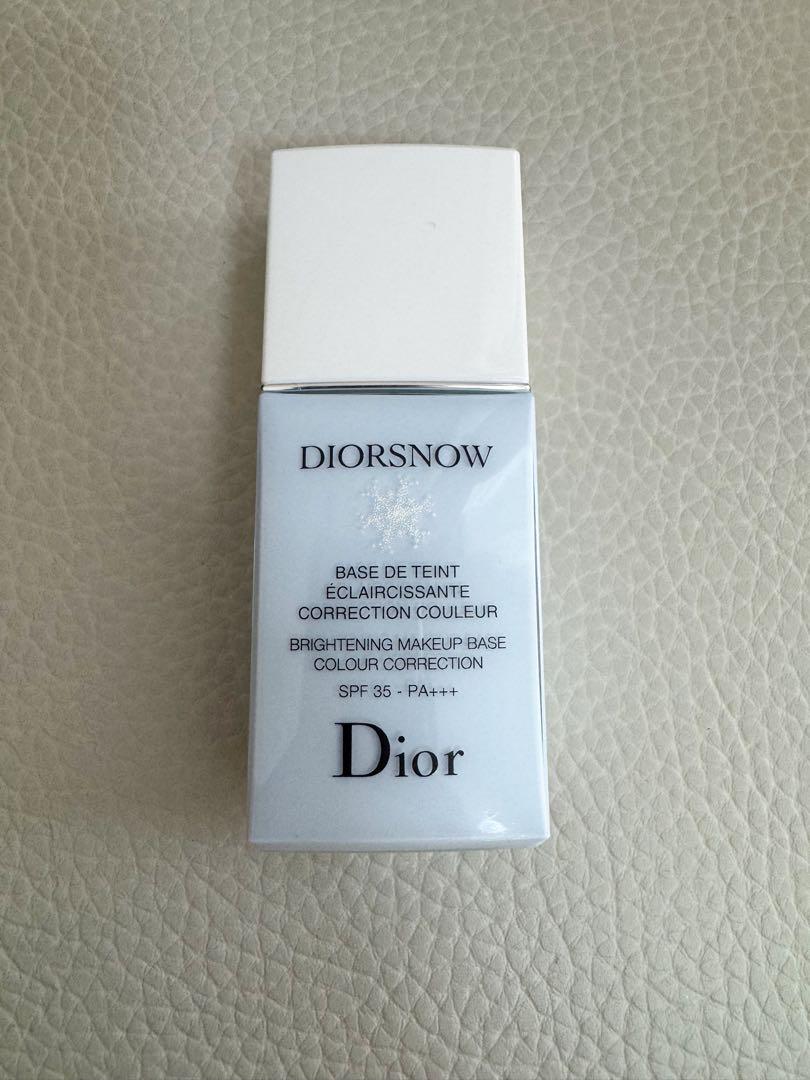 DIORSNOW
BASE DE TEINT
ÉCLAIRCISSANTE
CORRECTION COULEUR
BRIGHTENING MAKEUP BASE
COLOUR CORRECTION
SPF 35 - PA+++
Dior